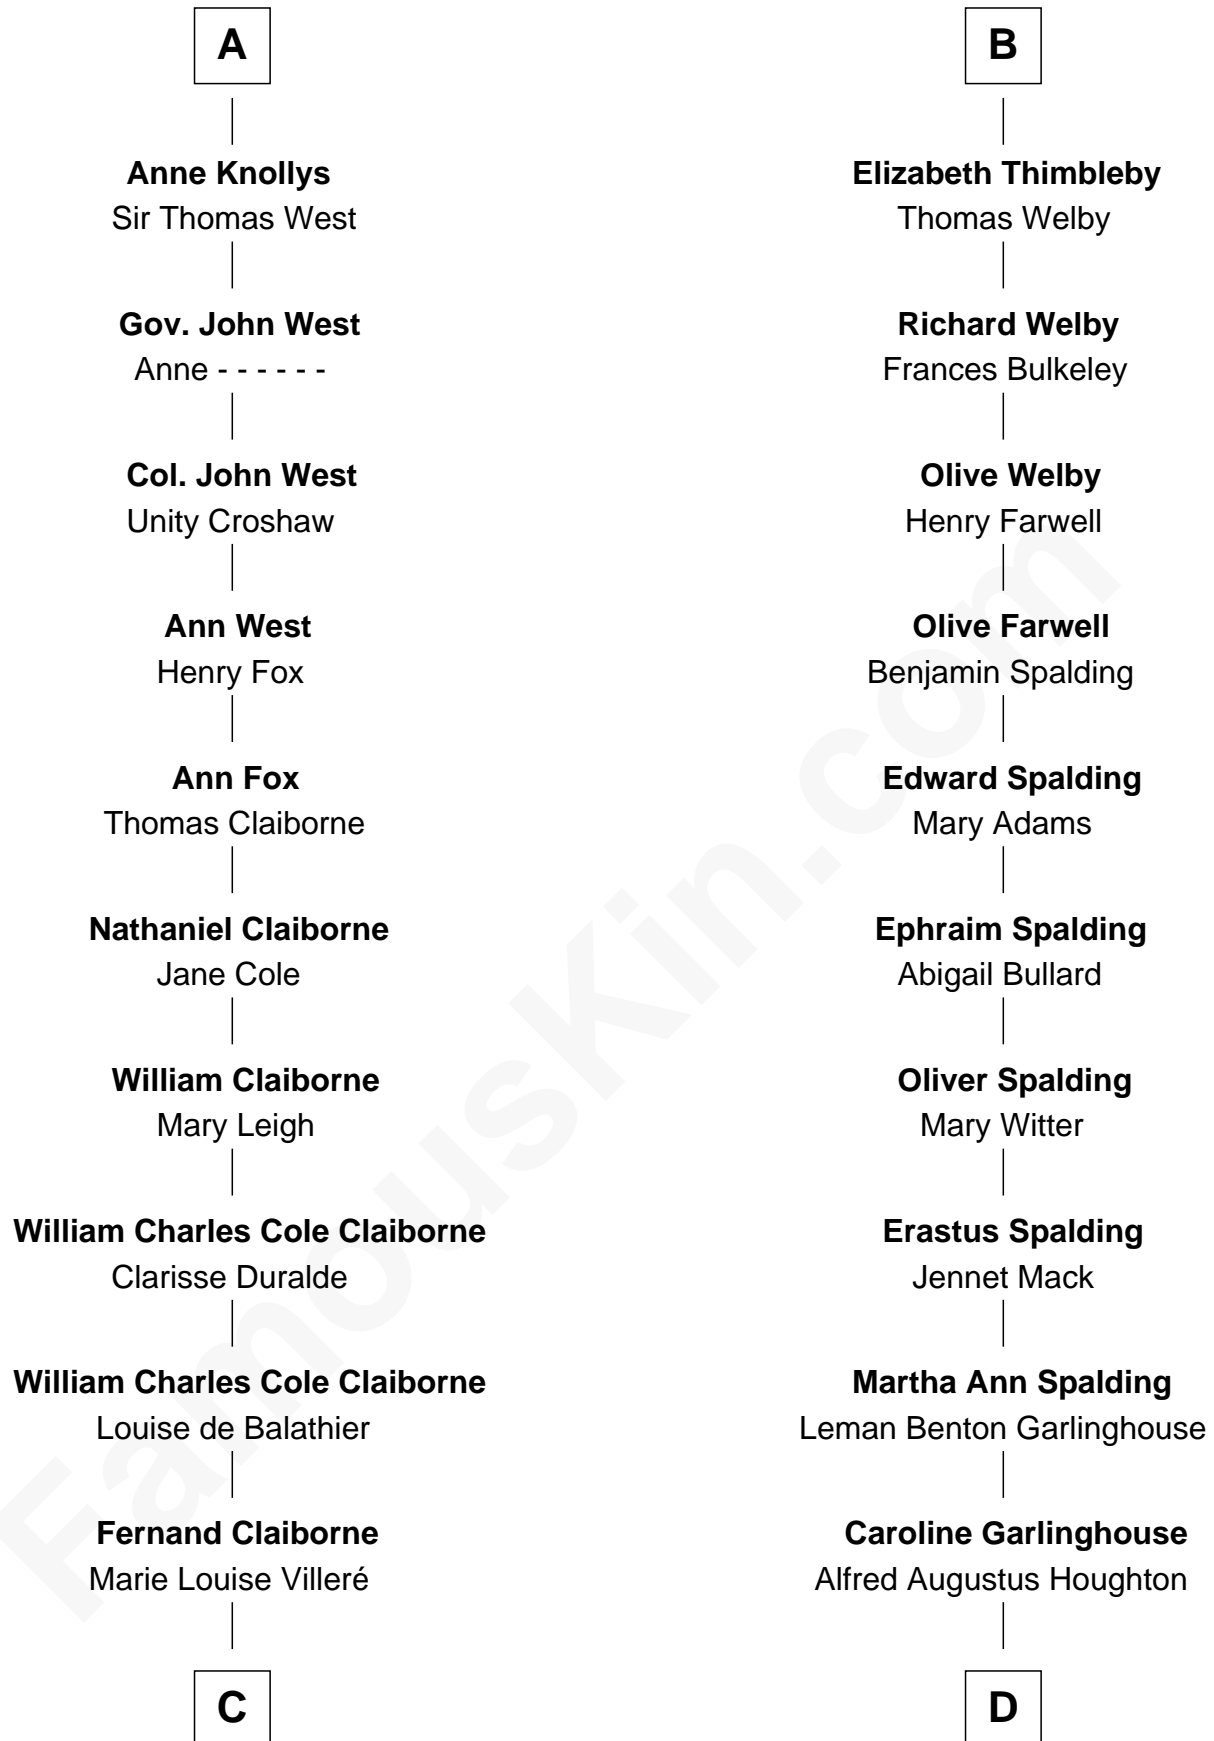 A
Anne Knollys
Sir Thomas West
Gov. John West
Anne - - - - - -
Col. John West
Unity Croshaw
Ann West
Henry Fox
Ann Fox
Thomas Claiborne
Nathaniel Claiborne
Jane Cole
William Claiborne
Mary Leigh
William Charles Cole Claiborne
Clarisse Duralde
William Charles Cole Claiborne
Louise de Balathier
Fernand Claiborne
Marie Louise Villeré
C
B
Elizabeth Thimbleby
Thomas Welby
Richard Welby
Frances Bulkeley
Olive Welby
Henry Farwell
Olive Farwell
Benjamin Spalding
Edward Spalding
Mary Adams
Ephraim Spalding
Abigail Bullard
Oliver Spalding
Mary Witter
Erastus Spalding
Jennet Mack
Martha Ann Spalding
Leman Benton Garlinghouse
Caroline Garlinghouse
Alfred Augustus Houghton
D
FamousKin.com